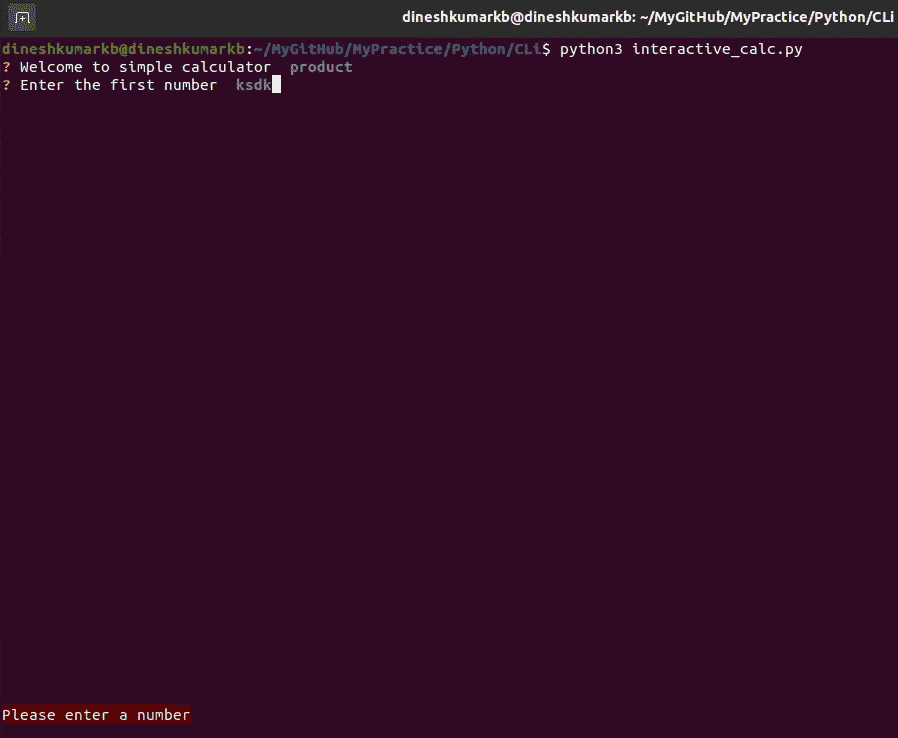 dineshkumarkb@dineshkumarkb: ~/MyGitHub/MyPractice/Python/CLi
dineshkumarkb@dineshkumarkb:~/MyGitHub/MyPractice/Python/CLi$ python3 interactive_calc.py
? Welcome to simple calculator  product
? Enter the first number  ksdk
Please enter a number